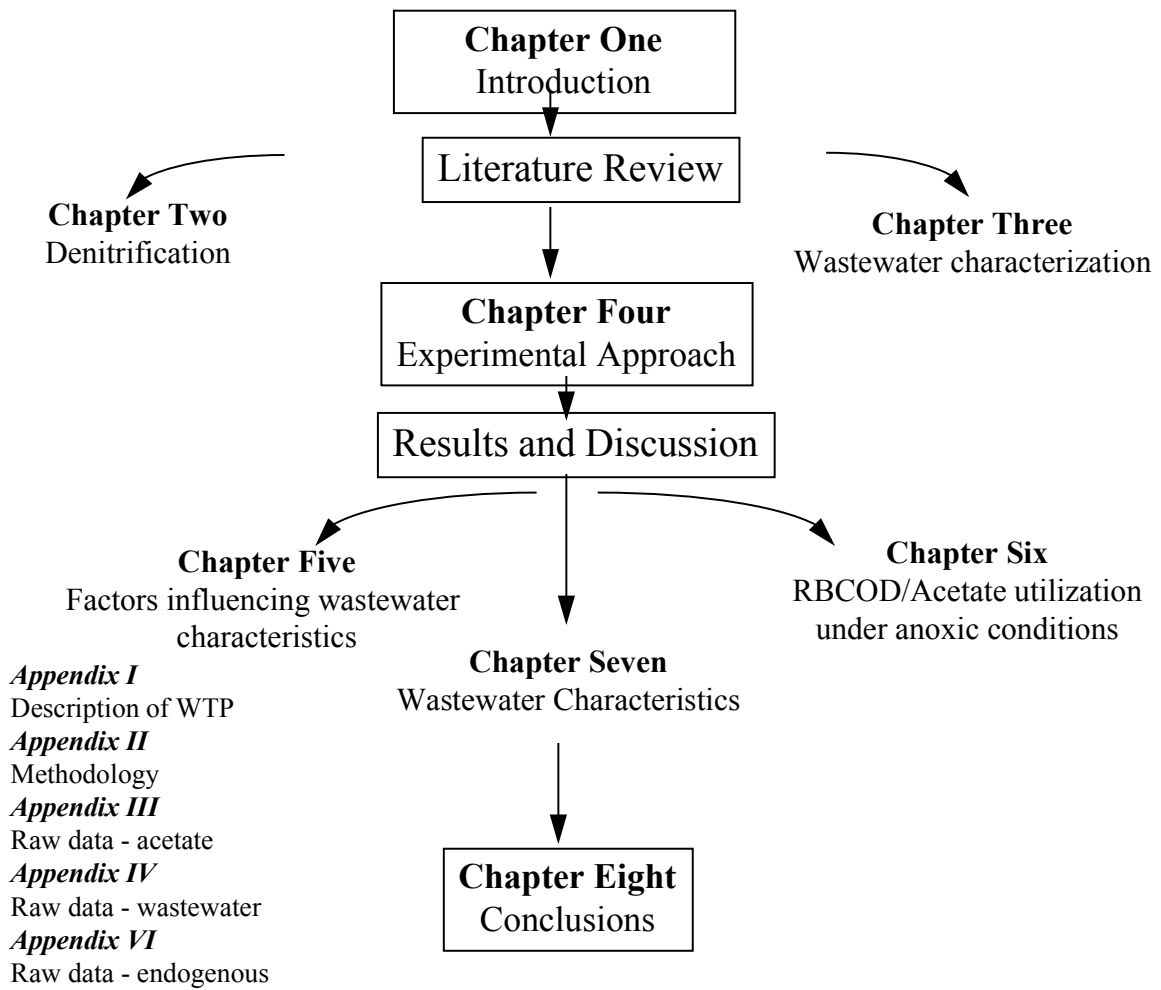 Chapter One
Introduction
Literature Review
Chapter Two
Denitrification
Chapter Three
Wastewater characterization
Chapter Four
Experimental Approach
Results and Discussion
Chapter Five
Factors influencing wastewater
characteristics
Chapter Six
RBCOD/Acetate utilization
under anoxic conditions
Chapter Seven
Wastewater Characteristics
Appendix I
Description of WTP
Appendix II
Methodology
Appendix III
Raw data - acetate
Appendix IV
Raw data - wastewater
Appendix VI
Raw data - endogenous
Chapter Eight
Conclusions